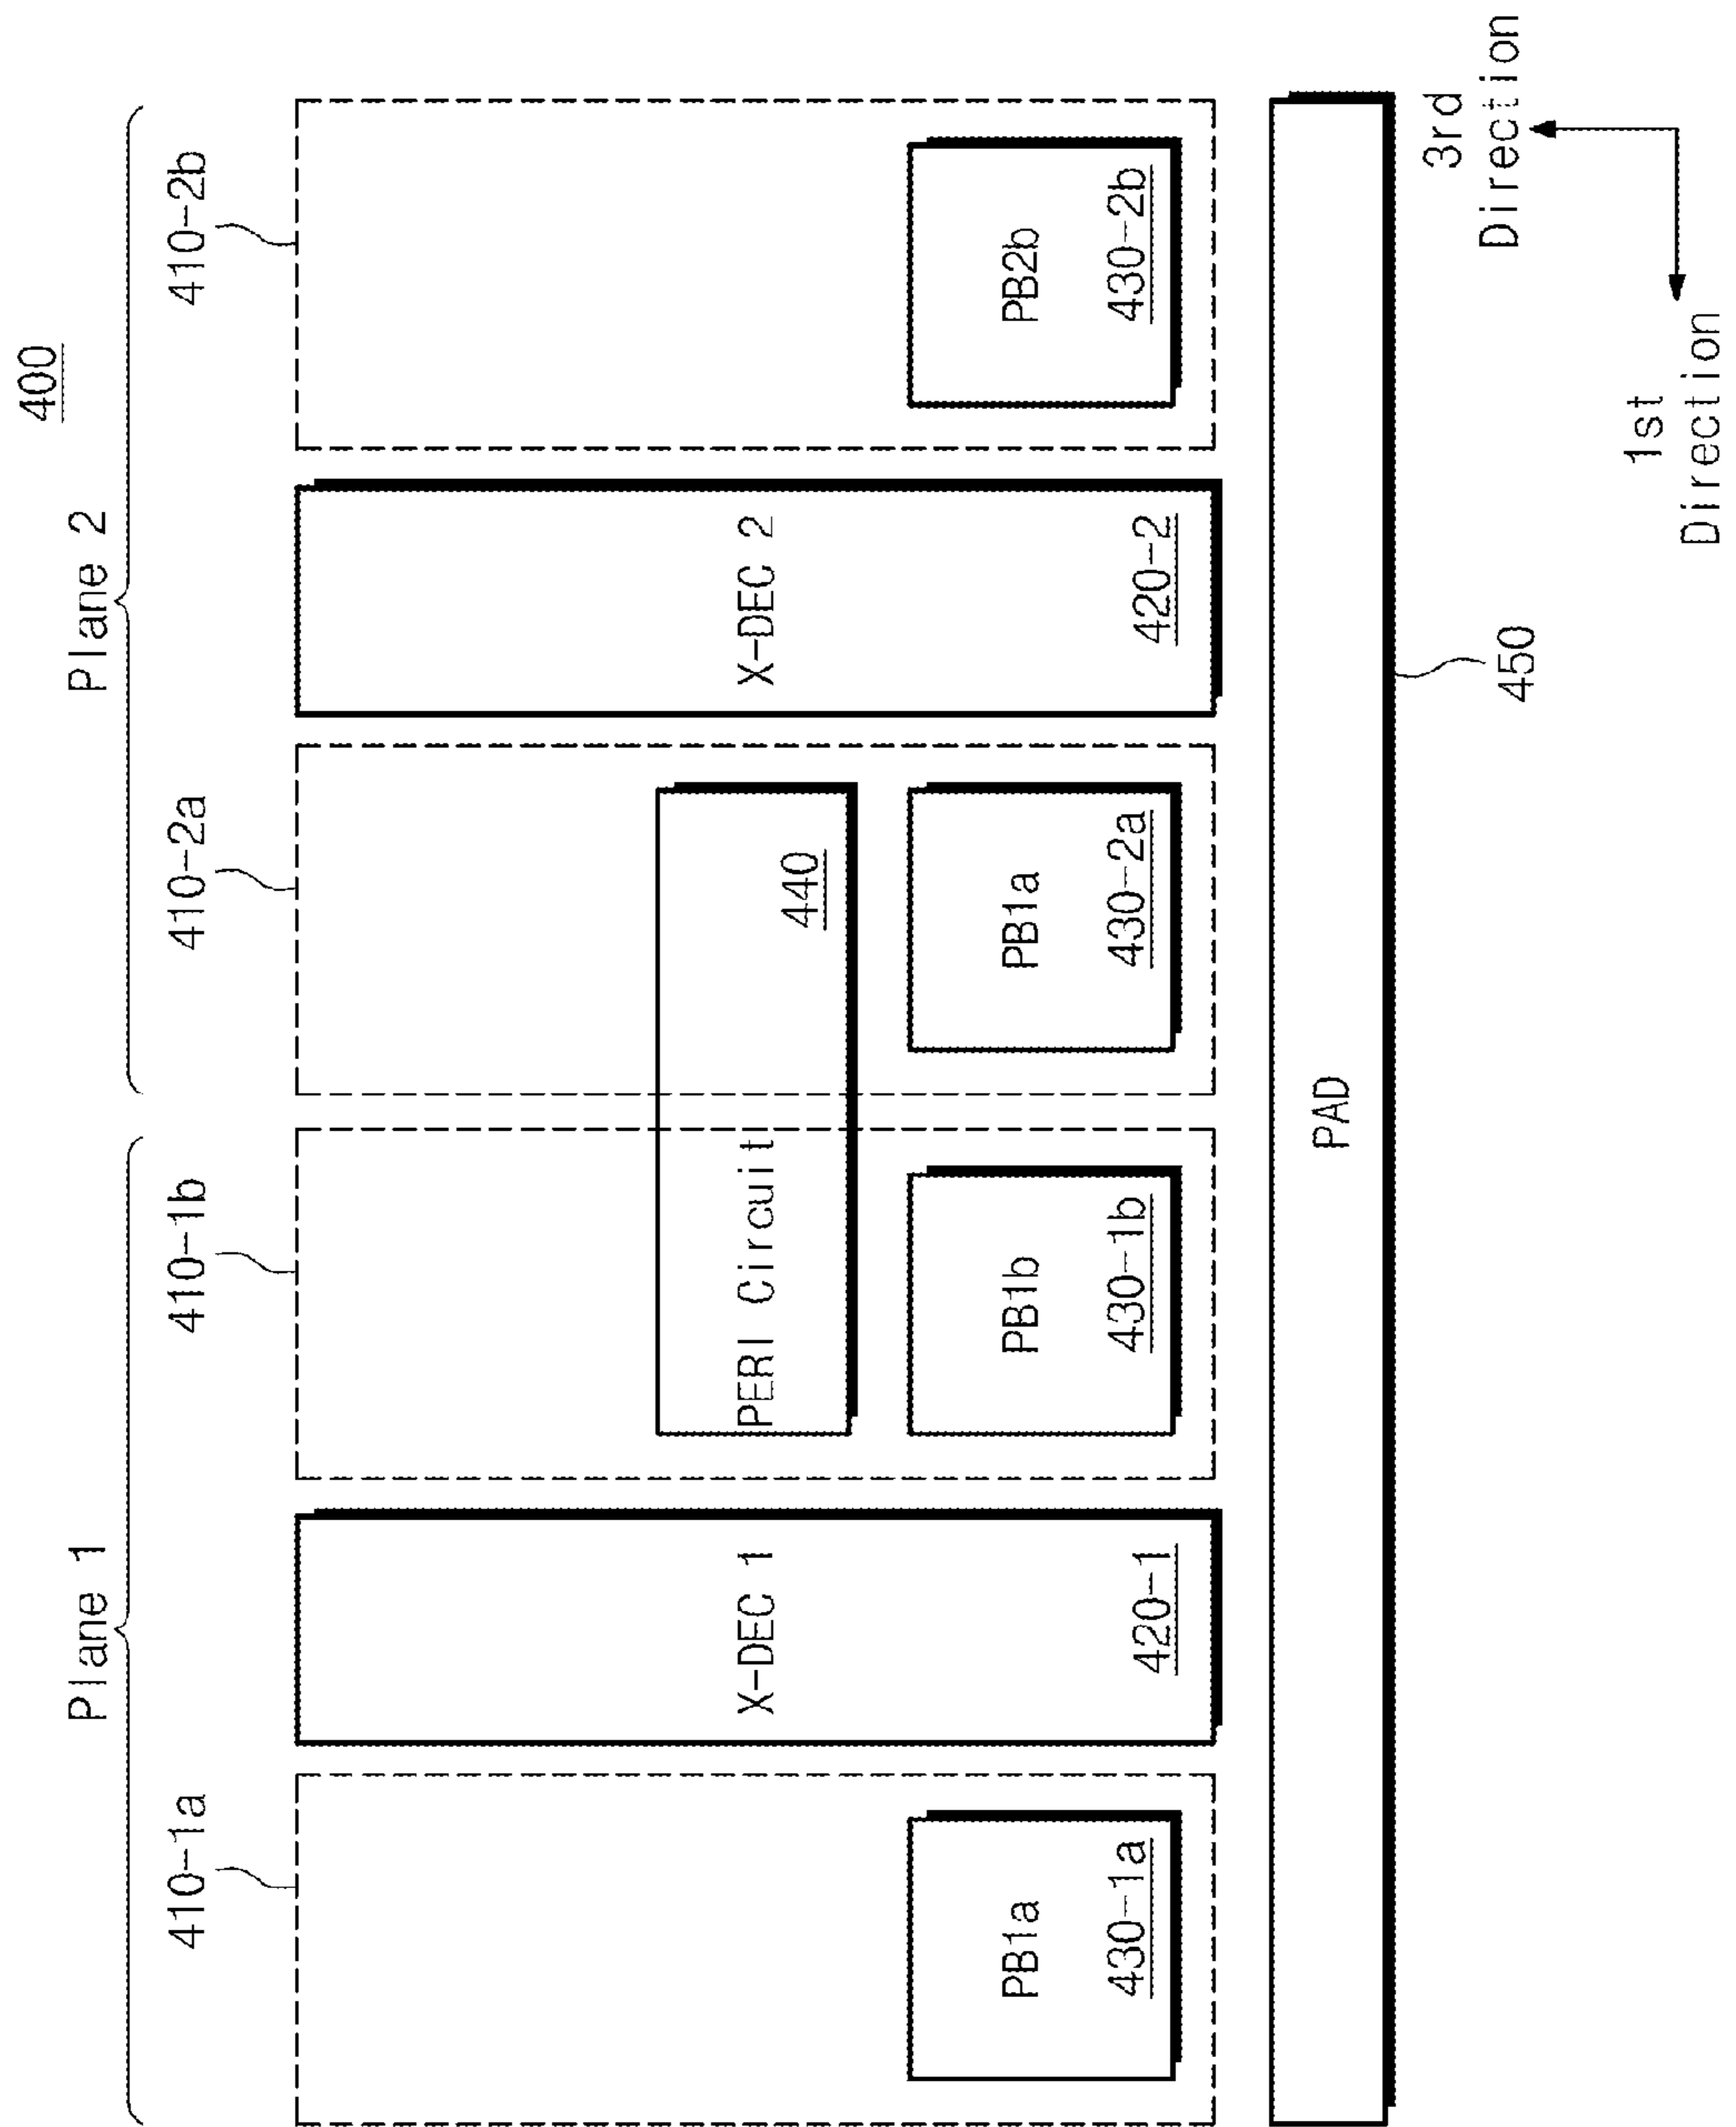 400
Plane 1
Plane 2
410-1a
410-1b
410-2a
410-2b
X-DEC 1
420-1
X-DEC 2
420-2
PERI Circuit
440
PB1a
430-1a
PB1b
430-1b
PB1a
430-2a
PB2b
430-2b
PAD
450
3rd
Direction
1st
Direction